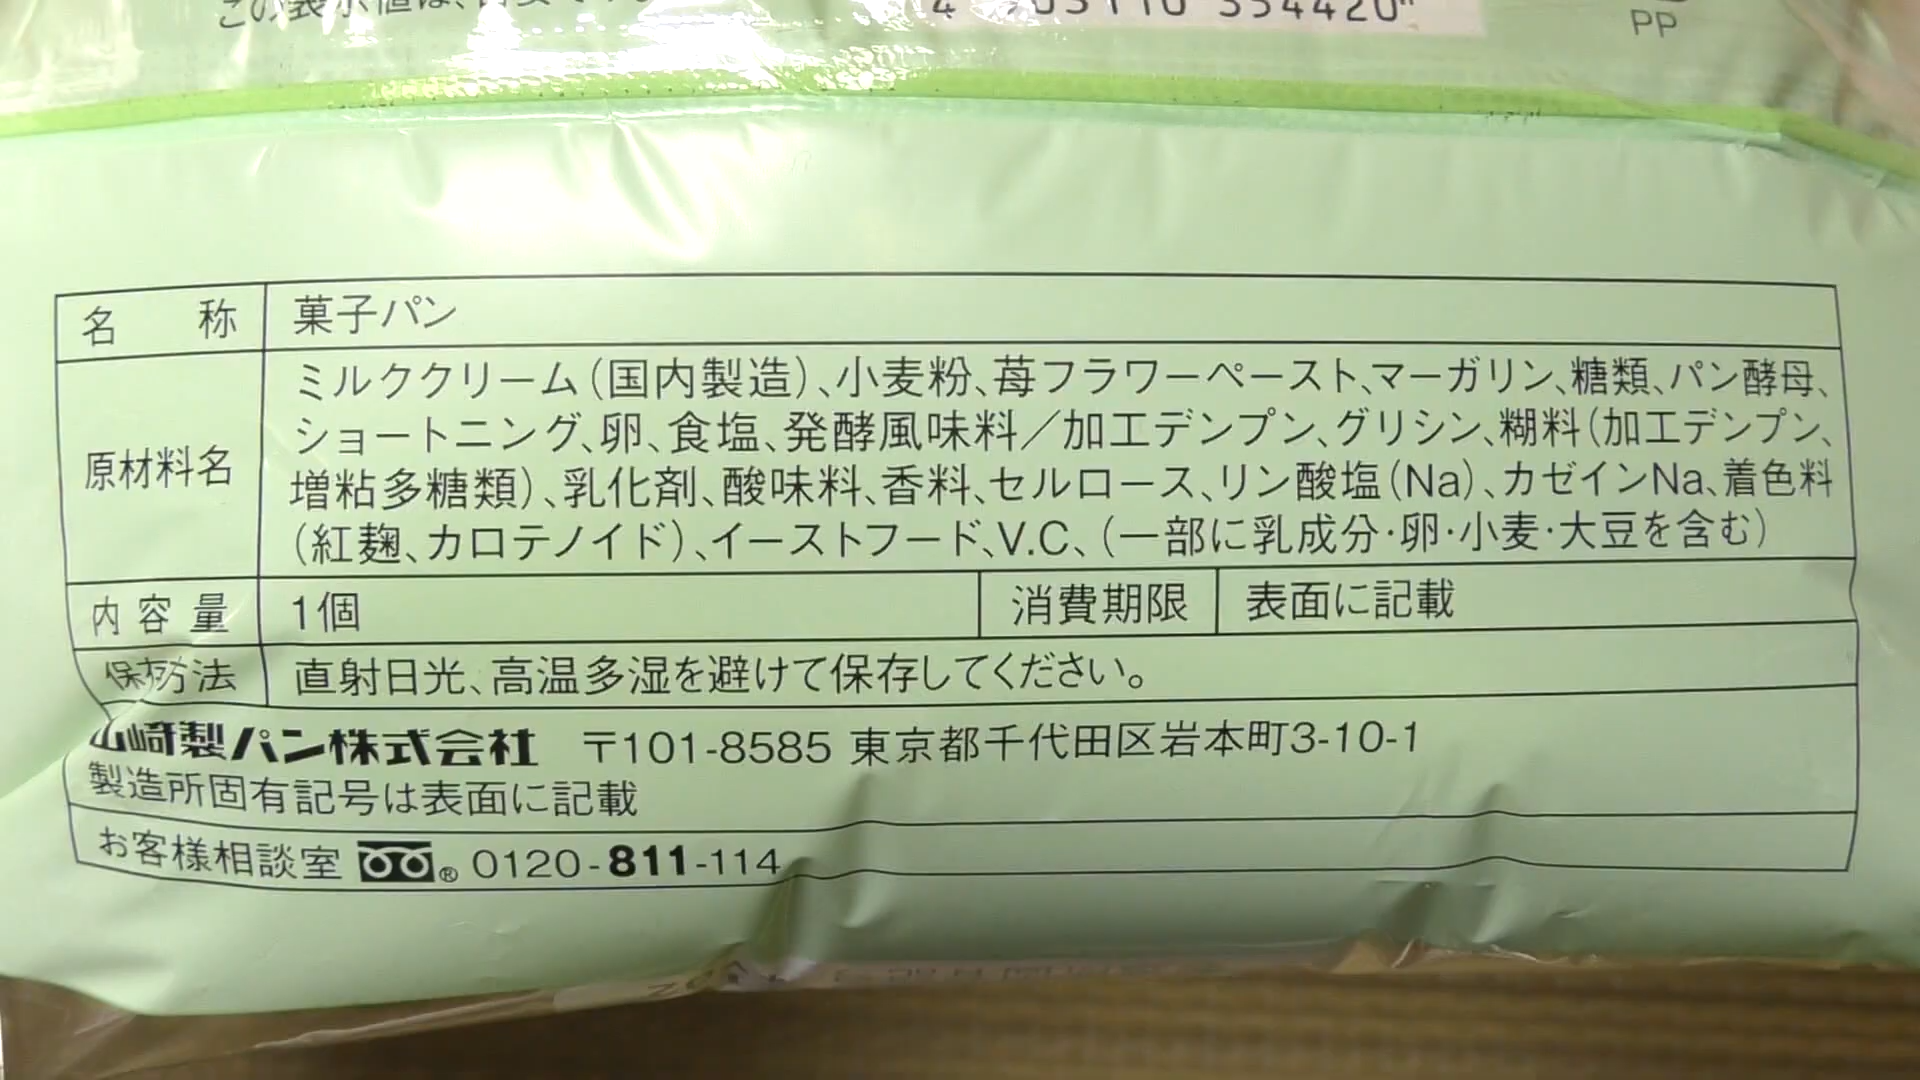 この表示値は、目安です。
PP
名 称 菓子パン
原材料名 ミルククリーム(国内製造)、小麦粉、苺フラワーペースト、マーガリン、糖類、パン酵母、
ショートニング、卵、食塩、発酵風味料/加工デンプン、グリシン、糊料(加工デンプン、
増粘多糖類)、乳化剤、酸味料、香料、セルロース、リン酸塩(Na)、カゼインNa、着色料
(紅麹、カロテノイド)、イーストフード、V.C、(一部に乳成分・卵・小麦・大豆を含む)
内容量 1個 消費期限 表面に記載
保存方法 直射日光、高温多湿を避けて保存してください。
山崎製パン株式会社 〒101-8585 東京都千代田区岩本町3-10-1
製造所固有記号は表面に記載
お客様相談室 ® 0120-811-114